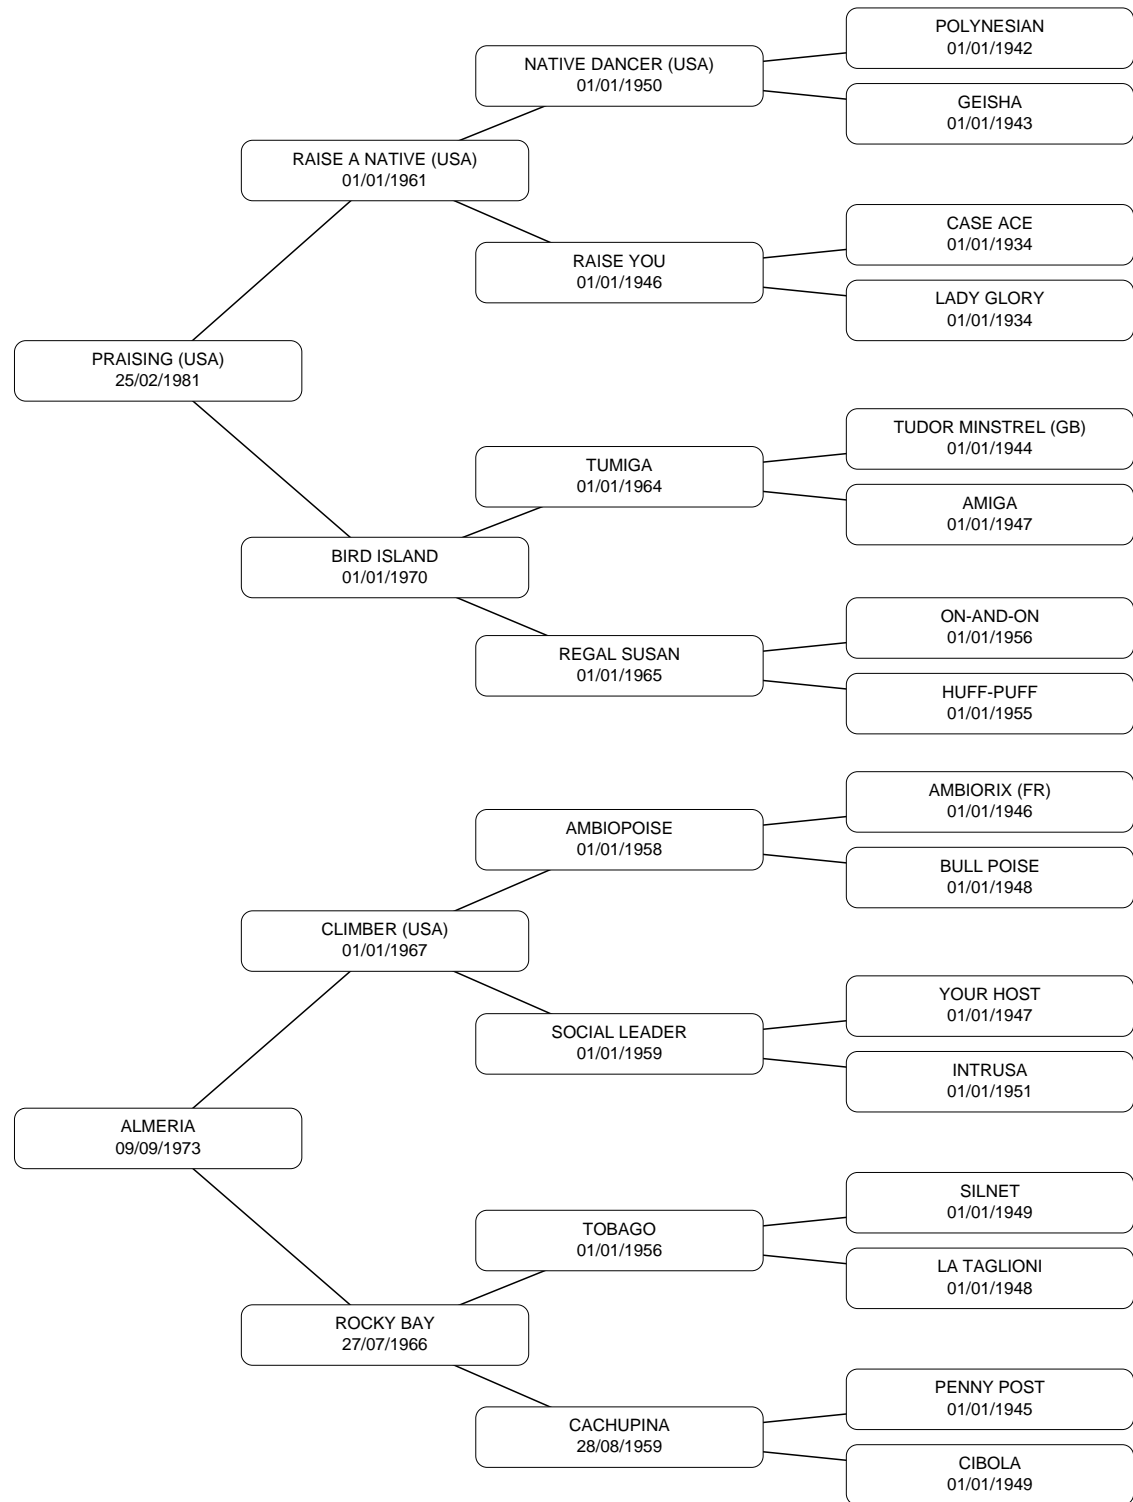 POLYNESIAN
01/01/1942
NATIVE DANCER (USA)
01/01/1950
GEISHA
01/01/1943
RAISE A NATIVE (USA)
01/01/1961
CASE ACE
01/01/1934
RAISE YOU
01/01/1946
LADY GLORY
01/01/1934
PRAISING (USA)
25/02/1981
TUDOR MINSTREL (GB)
01/01/1944
TUMIGA
01/01/1964
AMIGA
01/01/1947
BIRD ISLAND
01/01/1970
ON-AND-ON
01/01/1956
REGAL SUSAN
01/01/1965
HUFF-PUFF
01/01/1955
AMBIORIX (FR)
01/01/1946
AMBIOPOISE
01/01/1958
BULL POISE
01/01/1948
CLIMBER (USA)
01/01/1967
YOUR HOST
01/01/1947
SOCIAL LEADER
01/01/1959
INTRUSA
01/01/1951
ALMERIA
09/09/1973
SILNET
01/01/1949
TOBAGO
01/01/1956
LA TAGLIONI
01/01/1948
ROCKY BAY
27/07/1966
PENNY POST
01/01/1945
CACHUPINA
28/08/1959
CIBOLA
01/01/1949